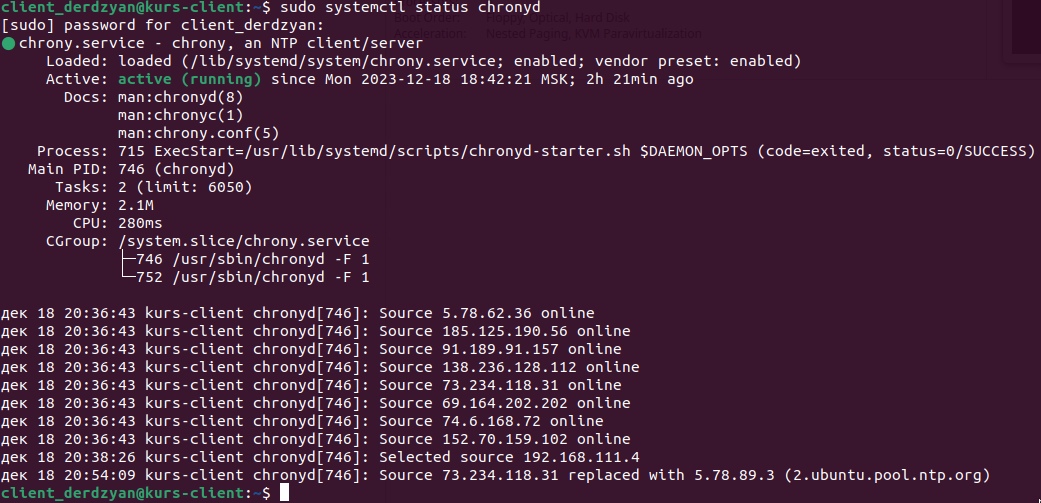 client_derdzyan@kurs-client:~$ sudo systemctl status chronyd
Boot Order: Floppy, Optical, Hard Disk
[sudo] password for client_derdzyan:
Acceleration: Nested Paging, KVM Paravirtualization
● chrony.service - chrony, an NTP client/server
Loaded: loaded (/lib/systemd/system/chrony.service; enabled; vendor preset: enabled)
Active: active (running) since Mon 2023-12-18 18:42:21 MSK; 2h 21min ago
Docs: man:chronyd(8)
man:chronyc(1)
man:chrony.conf(5)
Process: 715 ExecStart=/usr/lib/systemd/scripts/chronyd-starter.sh $DAEMON_OPTS (code=exited, status=0/SUCCESS)
Main PID: 746 (chronyd)
Tasks: 2 (limit: 6050)
Memory: 2.1M
CPU: 280ms
CGroup: /system.slice/chrony.service
├─746 /usr/sbin/chronyd -F 1
└─752 /usr/sbin/chronyd -F 1
дек 18 20:36:43 kurs-client chronyd[746]: Source 5.78.62.36 online
дек 18 20:36:43 kurs-client chronyd[746]: Source 185.125.190.56 online
дек 18 20:36:43 kurs-client chronyd[746]: Source 91.189.91.157 online
дек 18 20:36:43 kurs-client chronyd[746]: Source 138.236.128.112 online
дек 18 20:36:43 kurs-client chronyd[746]: Source 73.234.118.31 online
дек 18 20:36:43 kurs-client chronyd[746]: Source 69.164.202.202 online
дек 18 20:36:43 kurs-client chronyd[746]: Source 74.6.168.72 online
дек 18 20:36:43 kurs-client chronyd[746]: Source 152.70.159.102 online
дек 18 20:38:26 kurs-client chronyd[746]: Selected source 192.168.111.4
дек 18 20:54:09 kurs-client chronyd[746]: Source 73.234.118.31 replaced with 5.78.89.3 (2.ubuntu.pool.ntp.org)
client_derdzyan@kurs-client:~$